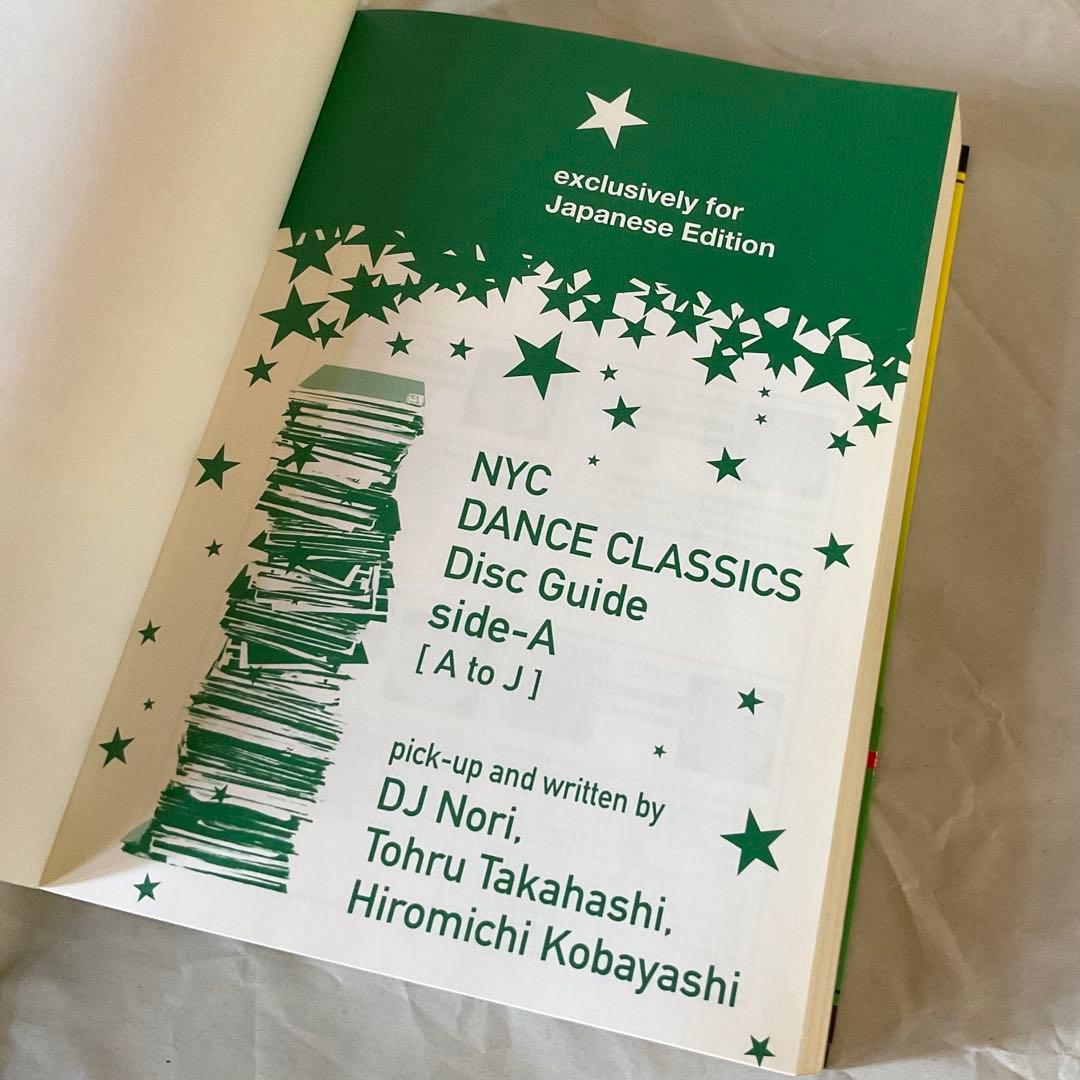 exclusively for
Japanese Edition
NYC
DANCE CLASSICS
Disc Guide
side-A
[ A to J ]
pick-up and written by
DJ Nori,
Tohru Takahashi,
Hiromichi Kobayashi